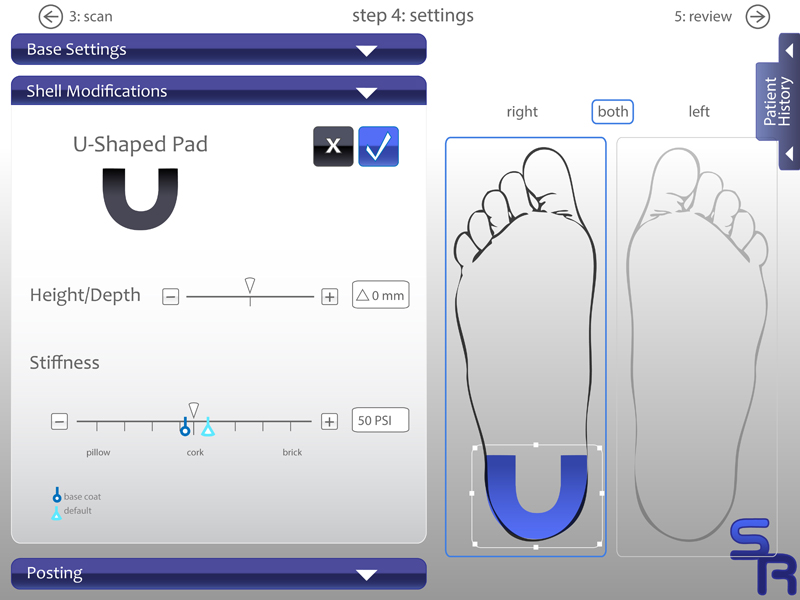 3: scan
step 4: settings
5: review
Base Settings
Shell Modifications
U-Shaped Pad
X
Height/Depth
− + △ 0 mm
Stiffness
− + 50 PSI
pillow cork brick
base coat
default
Posting
right both left
Patient
History
SR